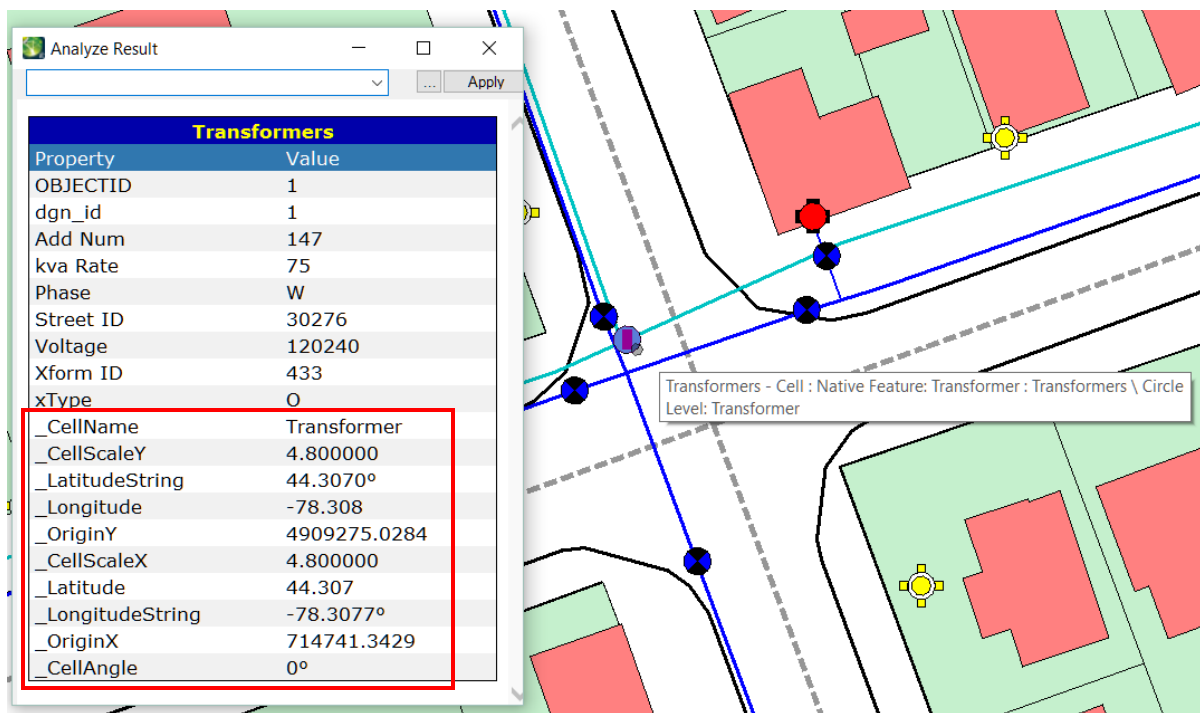 Analyze Result
... Apply
Transformers
Property Value
OBJECTID 1
dgn_id 1
Add Num 147
kva Rate 75
Phase W
Street ID 30276
Voltage 120240
Xform ID 433
xType O
_CellName Transformer
_CellScaleY 4.800000
_LatitudeString 44.3070º
_Longitude -78.308
_OriginY 4909275.0284
_CellScaleX 4.800000
_Latitude 44.307
_LongitudeString -78.3077º
_OriginX 714741.3429
_CellAngle 0º
Transformers - Cell : Native Feature: Transformer : Transformers \ Circle
Level: Transformer